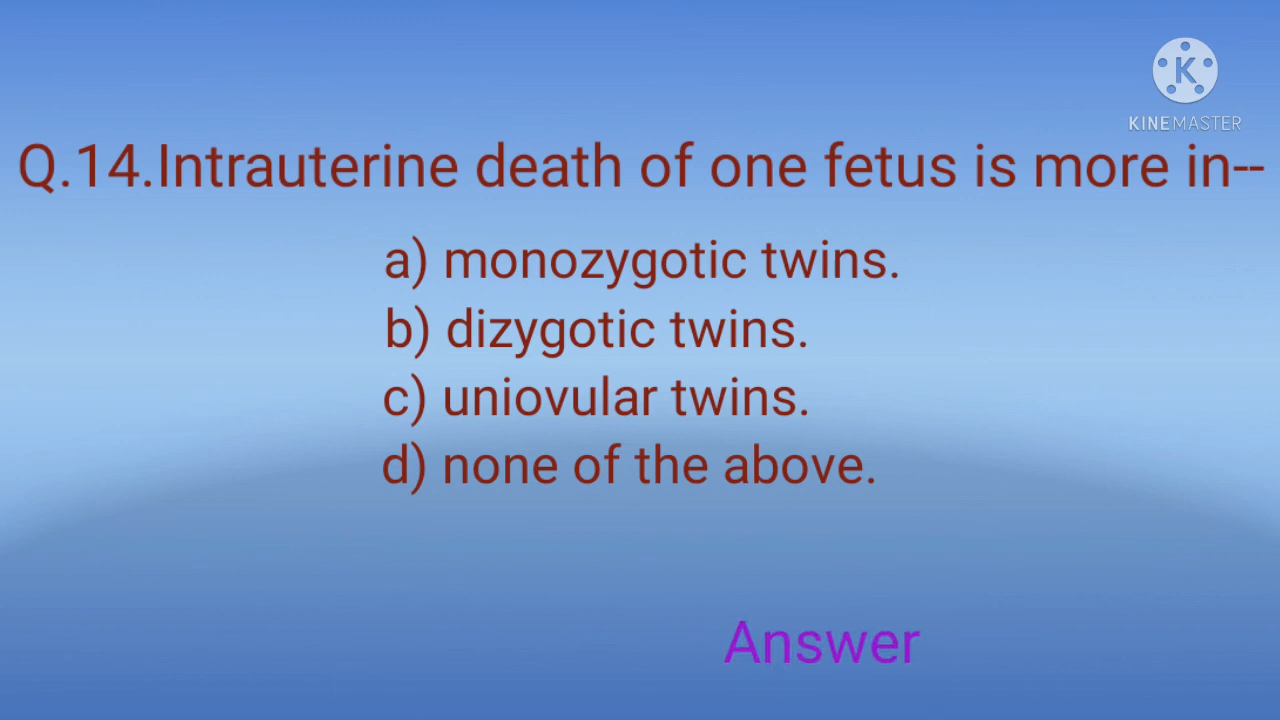 K
KINEMASTER
Q.14.Intrauterine death of one fetus is more in--
a) monozygotic twins.
b) dizygotic twins.
c) uniovular twins.
d) none of the above.
Answer